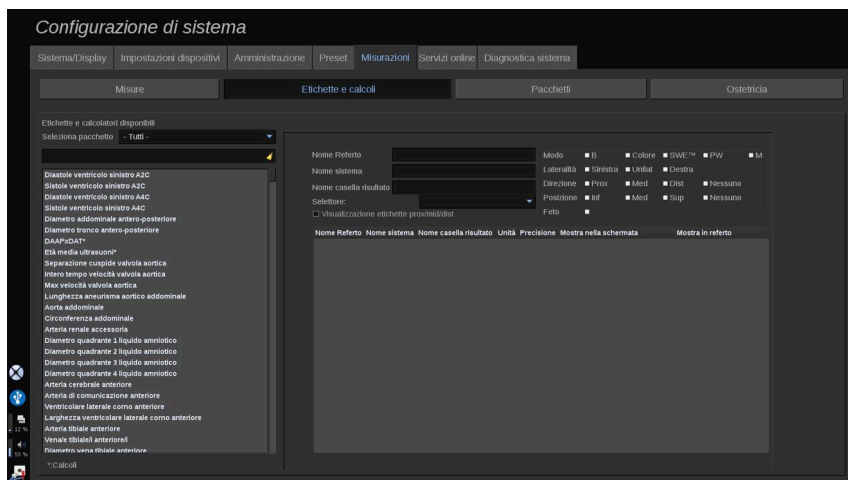 Configurazione di sistema
Sistema/Display Impostazioni dispositivi Amministrazione Preset Misurazioni Servizi online Diagnostica sistema
Misure Etichette e calcoli Pacchetti Ostetricia
Etichette e calcolatori disponibili
Seleziona pacchetto - Tutti -
Diastole ventricolo sinistro A2C
Sistole ventricolo sinistro A2C
Diastole ventricolo sinistro A4C
Sistole ventricolo sinistro A4C
Diametro addominale antero-posteriore
Diametro tronco antero-posteriore
DAAPxDAT*
Età media ultrasuoni*
Separazione cuspide valvola aortica
Intero tempo velocità valvola aortica
Max velocità valvola aortica
Lunghezza aneurisma aortico addominale
Aorta addominale
Circonferenza addominale
Arteria renale accessoria
Diametro quadrante 1 liquido amniotico
Diametro quadrante 2 liquido amniotico
Diametro quadrante 3 liquido amniotico
Diametro quadrante 4 liquido amniotico
Arteria cerebrale anteriore
Arteria di comunicazione anteriore
Ventricolare laterale corno anteriore
Larghezza ventricolare laterale corno anteriore
Arteria tibiale anteriore
Vena/e tibiale/i anteriore/i
Diametro vena tibiale anteriore
*:Calcoli
Nome Referto
Nome sistema
Nome casella risultato
Selettore:
Visualizzazione etichette prox/mid/dist
Modo B Colore SWE™ PW M
Lateralità Sinistra Unilat Destra
Direzione Prox Med Dist Nessuno
Posizione Inf Med Sup Nessuno
Feto
Nome Referto Nome sistema Nome casella risultato Unità Precisione Mostra nella schermata Mostra in referto
12 %
50 %